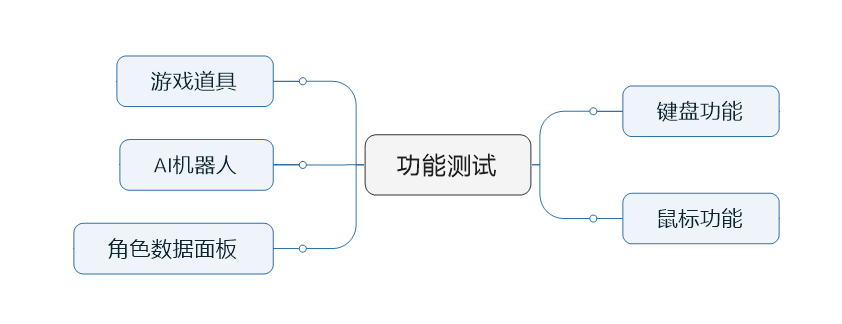 游戏道具
AI机器人
角色数据面板
功能测试
键盘功能
鼠标功能